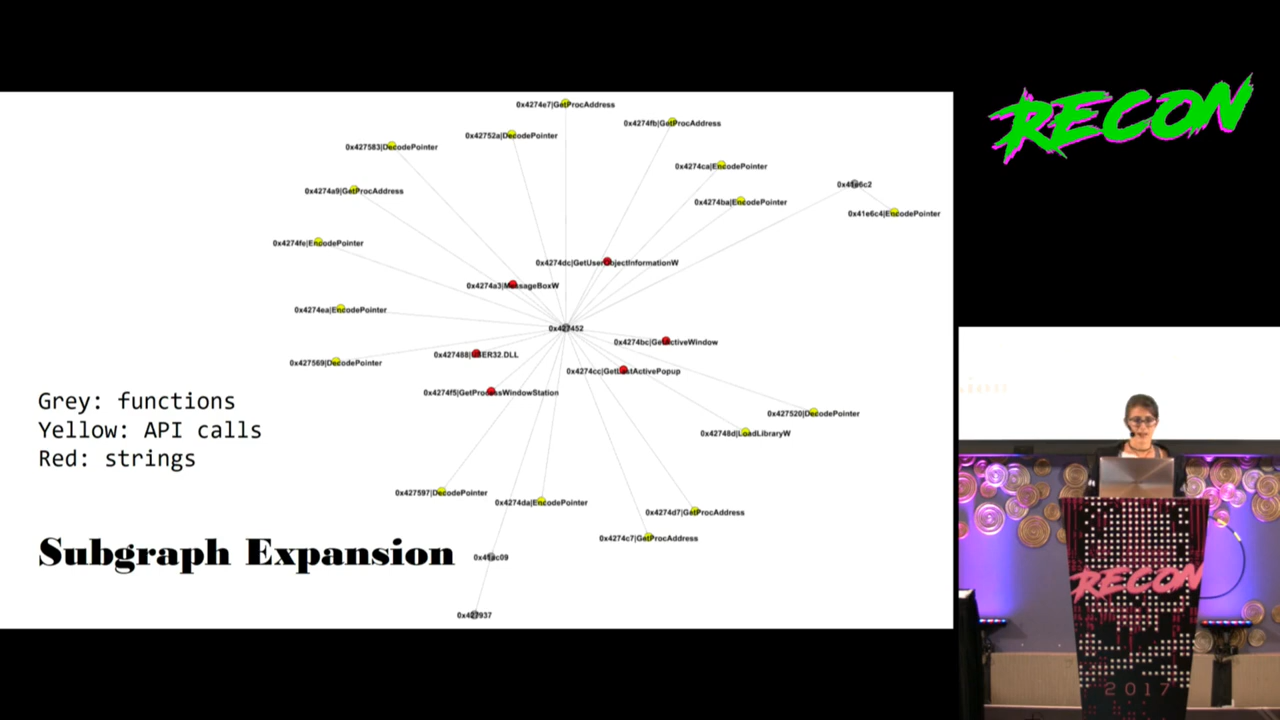 RECON
0x4274e7|GetProcAddress
0x4274fb|GetProcAddress
0x42752a|DecodePointer
0x427583|DecodePointer
0x4274ca|EncodePointer
0x4274a9|GetProcAddress
0x4274ba|EncodePointer
0x41e6c4|EncodePointer
0x4274fe|EncodePointer
0x4274dc|GetUserObjectInformationW
0x4274a3|MessageBoxW
0x4274ea|EncodePointer
0x427452
0x4274bc|GetActiveWindow
0x427488|USER32.DLL
0x427569|DecodePointer
0x4274cc|GetLastActivePopup
0x4274f5|GetProcessWindowStation
Grey: functions
Yellow: API calls
Red: strings
0x427520|DecodePointer
0x42748d|LoadLibraryW
0x427597|DecodePointer
0x4274da|EncodePointer
0x4274d7|GetProcAddress
0x4274c7|GetProcAddress
Subgraph Expansion
0x427937
RECON
2017